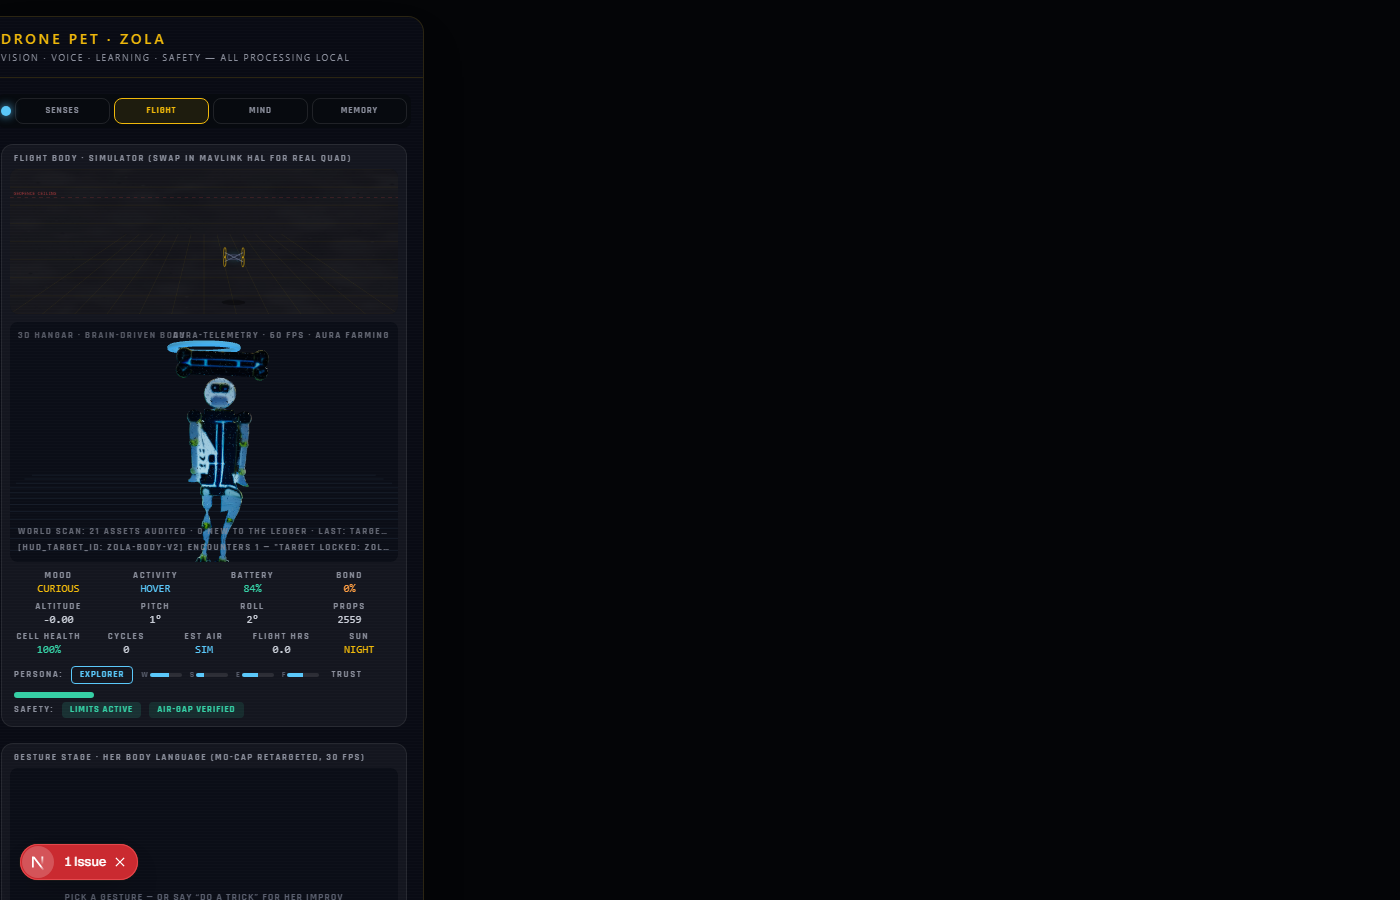 DRONE PET · ZOLA
VISION · VOICE · LEARNING · SAFETY — ALL PROCESSING LOCAL
SENSES FLIGHT MIND MEMORY
FLIGHT BODY · SIMULATOR (SWAP IN MAVLINK HAL FOR REAL QUAD)
GEOFENCE CEILING
3D HANGAR · BRAIN-DRIVEN BODY
AURA-TELEMETRY · 60 FPS · AURA FARMING
WORLD SCAN: 21 ASSETS AUDITED · 0 NEW TO THE LEDGER · LAST: TARGE…
[HUD_TARGET_ID: ZOLA-BODY-V2] ENCOUNTERS 1 — "TARGET LOCKED: ZOL…
MOOD ACTIVITY BATTERY BOND
CURIOUS HOVER 84% 0%
ALTITUDE PITCH ROLL PROPS
-0.00 1° 2° 2559
CELL HEALTH CYCLES EST AIR FLIGHT HRS SUN
100% 0 SIM 0.0 NIGHT
PERSONA: EXPLORER W S E F TRUST
SAFETY: LIMITS ACTIVE AIR-GAP VERIFIED
GESTURE STAGE · HER BODY LANGUAGE (MO-CAP RETARGETED, 30 FPS)
N 1 Issue
PICK A GESTURE — OR SAY "DO A TRICK" FOR HER IMPROV